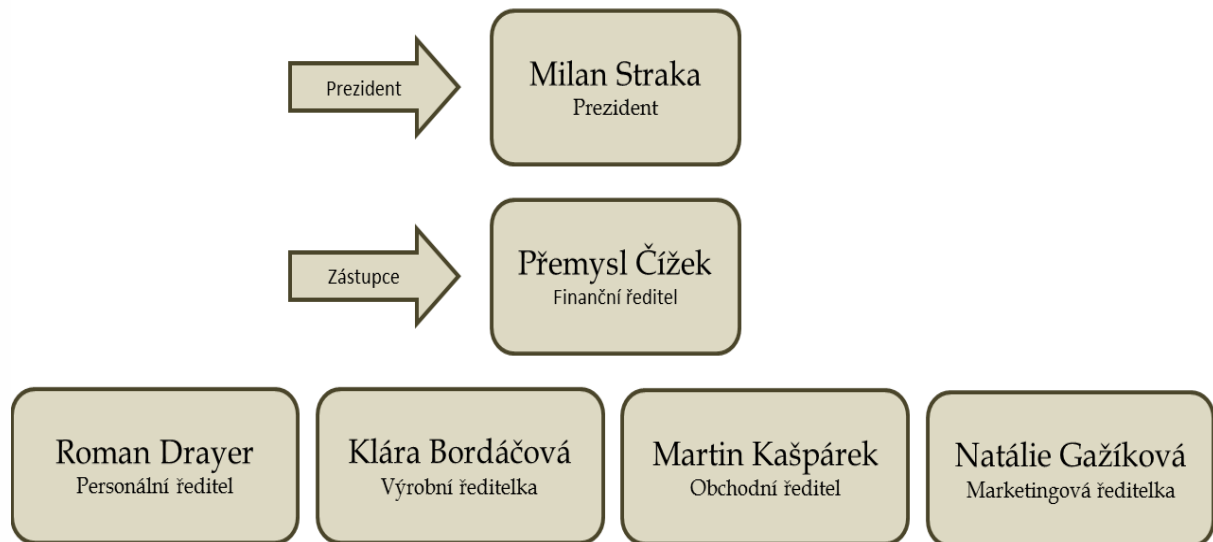 Prezident
Milan Straka
Prezident
Zástupce
Přemysl Čížek
Finanční ředitel
Roman Drayer
Personální ředitel
Klára Bordáčová
Výrobní ředitelka
Martin Kašpárek
Obchodní ředitel
Natálie Gažíková
Marketingová ředitelka